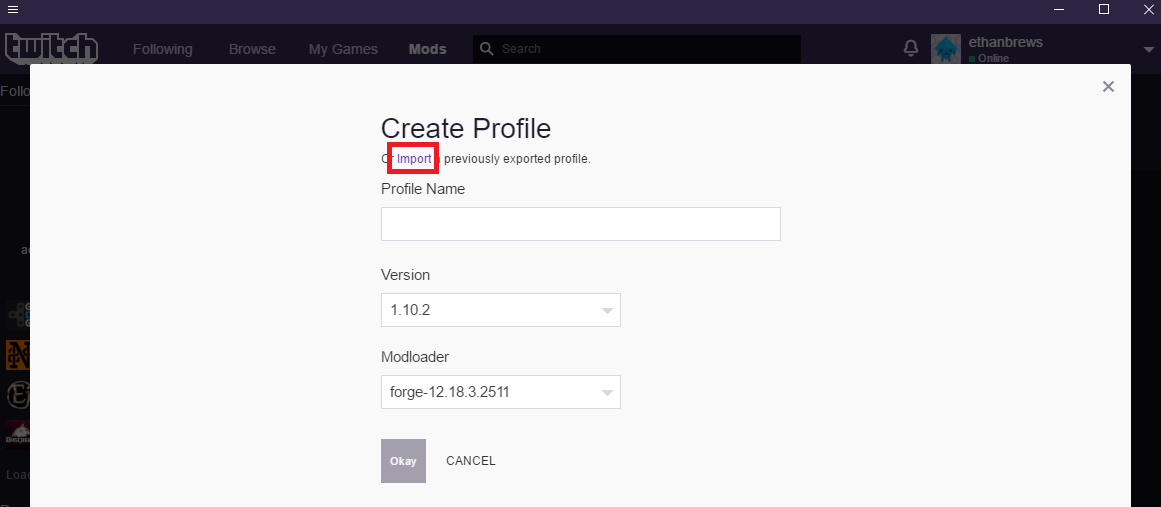 twitch
Following
Browse
My Games
Mods
Search
ethanbrews
Online
Follo
Create Profile
Or Import a previously exported profile.
Profile Name
Version
1.10.2
Modloader
forge-12.18.3.2511
Okay
CANCEL
Load